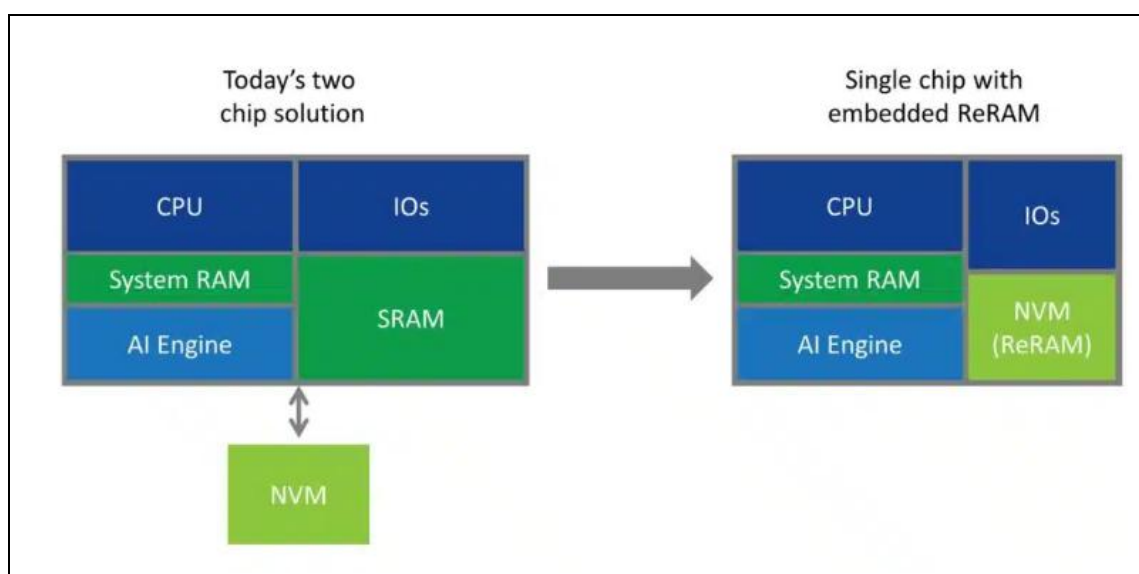 Today's two
chip solution
CPU
IOs
System RAM
SRAM
AI Engine
NVM
Single chip with
embedded ReRAM
CPU
IOs
System RAM
NVM
(ReRAM)
AI Engine